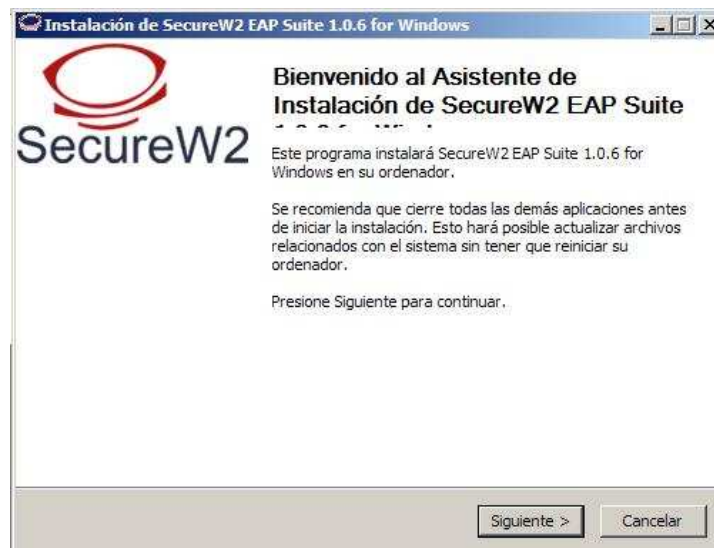 Instalación de SecureW2 EAP Suite 1.0.6 for Windows
SecureW2
Bienvenido al Asistente de
Instalación de SecureW2 EAP Suite
Este programa instalará SecureW2 EAP Suite 1.0.6 for
Windows en su ordenador.
Se recomienda que cierre todas las demás aplicaciones antes
de iniciar la instalación. Esto hará posible actualizar archivos
relacionados con el sistema sin tener que reiniciar su
ordenador.
Presione Siguiente para continuar.
Siguiente >
Cancelar